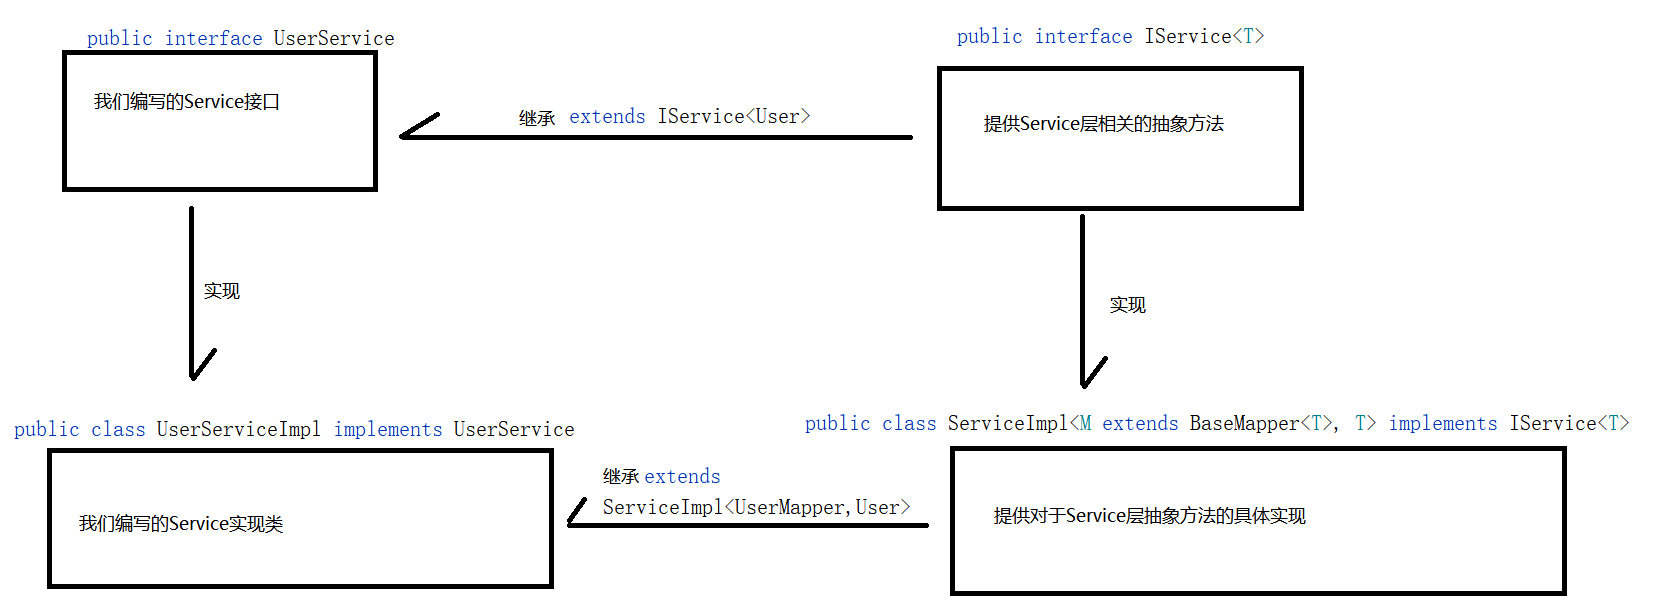 public interface UserService
public interface IService<T>
我们编写的Service接口
继承 extends IService<User>
提供Service层相关的抽象方法
实现
实现
public class UserServiceImpl implements UserService
public class ServiceImpl<M extends BaseMapper<T>, T> implements IService<T>
继承 extends
ServiceImpl<UserMapper,User>
我们编写的Service实现类
提供对于Service层抽象方法的具体实现